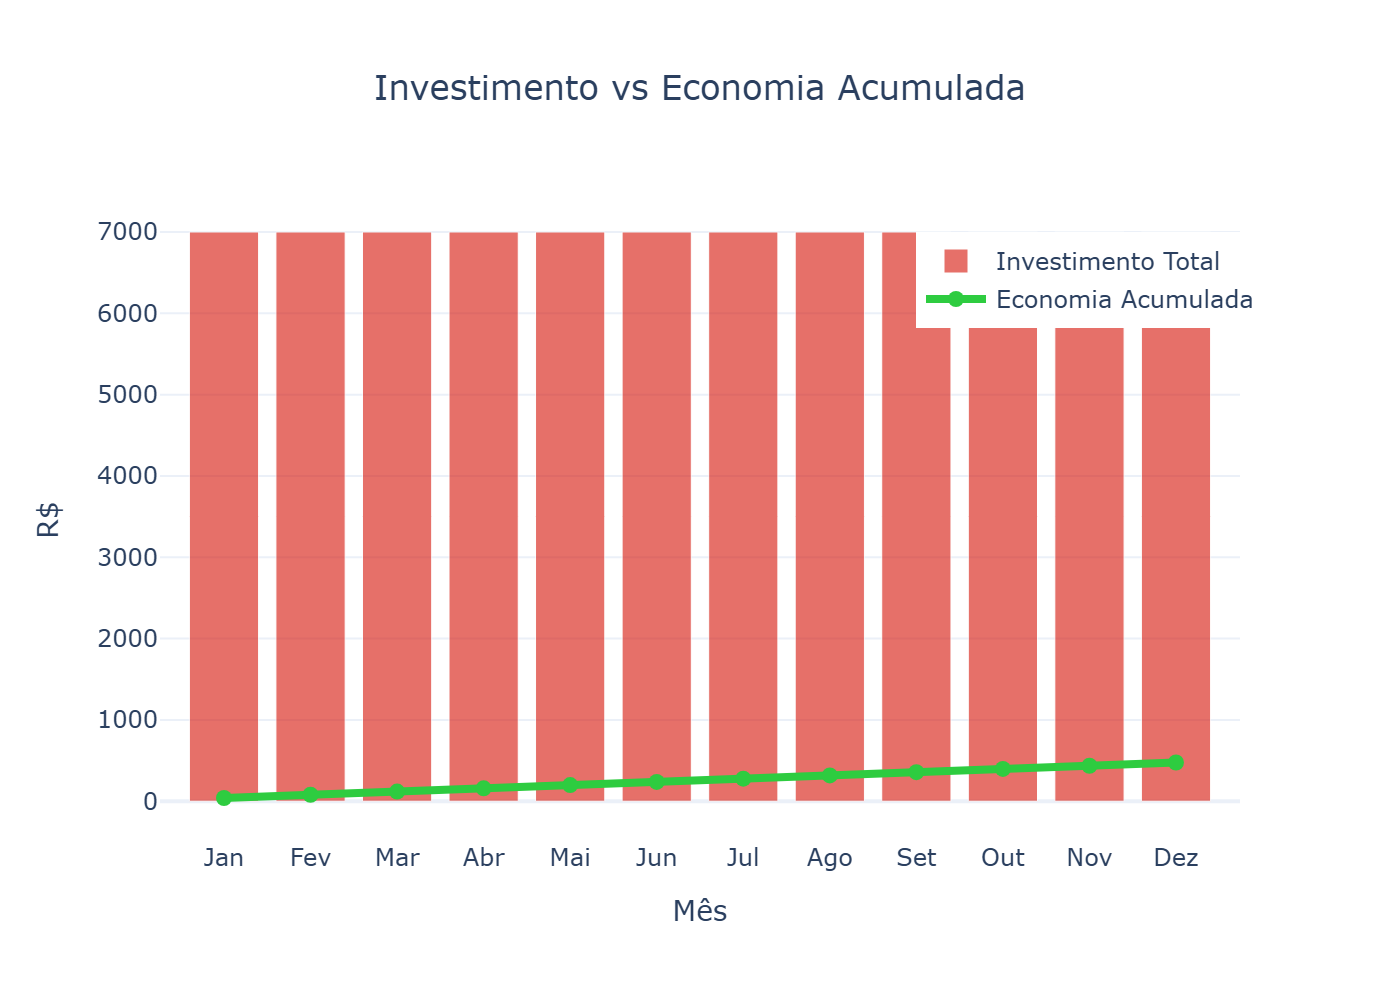 Investimento vs Economia Acumulada
Investimento Total
Economia Acumulada
R$
7000
6000
5000
4000
3000
2000
1000
0
Jan Fev Mar Abr Mai Jun Jul Ago Set Out Nov Dez
Mês